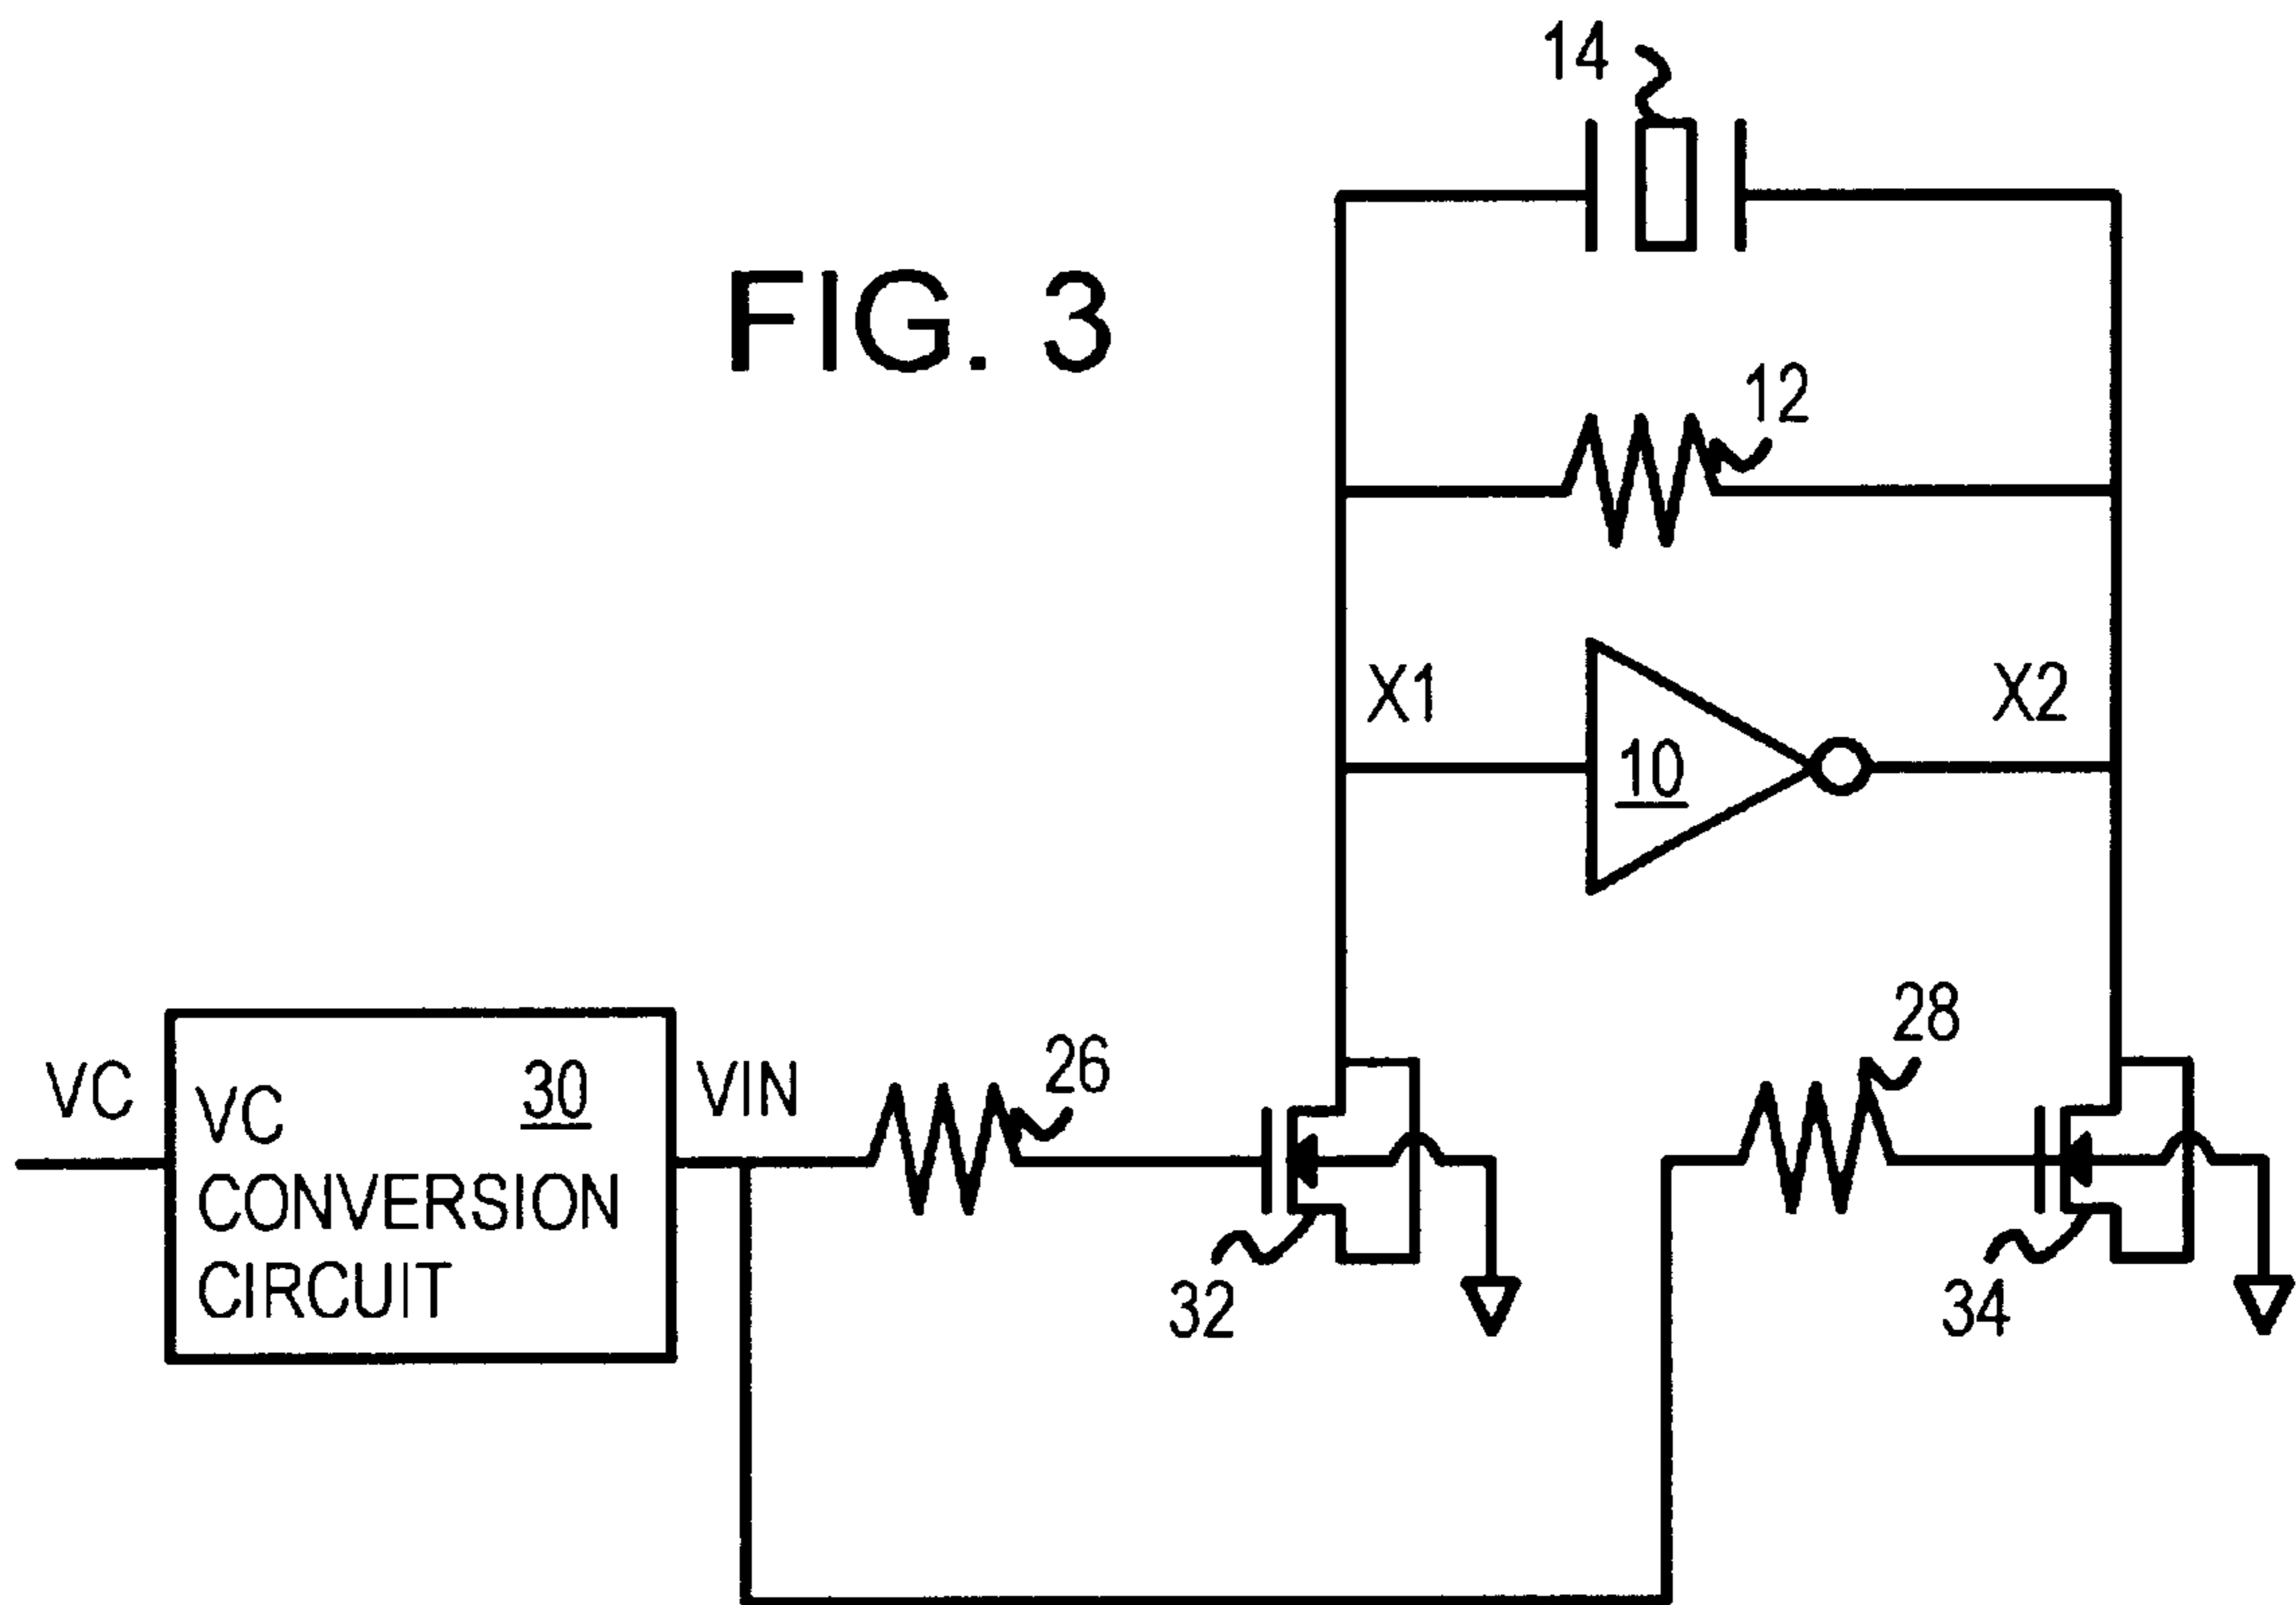 14
FIG. 3
12
X1
X2
10
28
26
VC
30
VIN
VC
CONVERSION
CIRCUIT
32
34